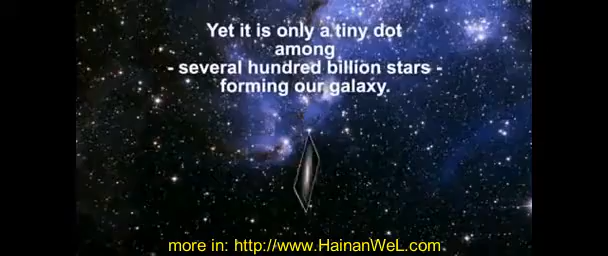 Yet it is only a tiny dot
among
- several hundred billion stars -
forming our galaxy.
more in: http://www.HainanWeL.com